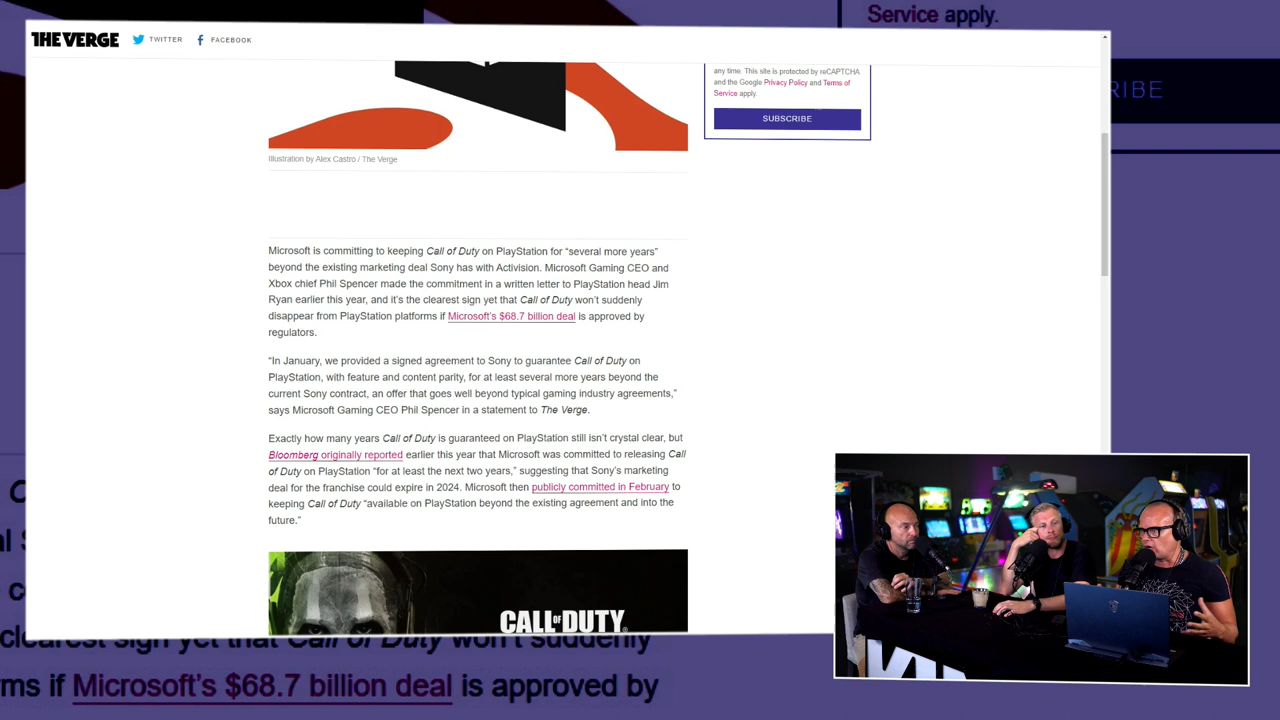 Service apply.
THE VERGE TWITTER FACEBOOK
any time. This site is protected by reCAPTCHA
and the Google Privacy Policy and Terms of
Service apply.
SUBSCRIBE
RIBE
Illustration by Alex Castro / The Verge
Microsoft is committing to keeping Call of Duty on PlayStation for “several more years”
beyond the existing marketing deal Sony has with Activision. Microsoft Gaming CEO and
Xbox chief Phil Spencer made the commitment in a written letter to PlayStation head Jim
Ryan earlier this year, and it’s the clearest sign yet that Call of Duty won’t suddenly
disappear from PlayStation platforms if Microsoft’s $68.7 billion deal is approved by
regulators.
“In January, we provided a signed agreement to Sony to guarantee Call of Duty on
PlayStation, with feature and content parity, for at least several more years beyond the
current Sony contract, an offer that goes well beyond typical gaming industry agreements,”
says Microsoft Gaming CEO Phil Spencer in a statement to The Verge.
Exactly how many years Call of Duty is guaranteed on PlayStation still isn’t crystal clear, but
Bloomberg originally reported earlier this year that Microsoft was committed to releasing Call
of Duty on PlayStation “for at least the next two years,” suggesting that Sony’s marketing
deal for the franchise could expire in 2024. Microsoft then publicly committed in February to
keeping Call of Duty “available on PlayStation beyond the existing agreement and into the
future.”
CALL OF DUTY
clearest sign yet that Call of Duty won’t suddenly
rms if Microsoft’s $68.7 billion deal is approved by